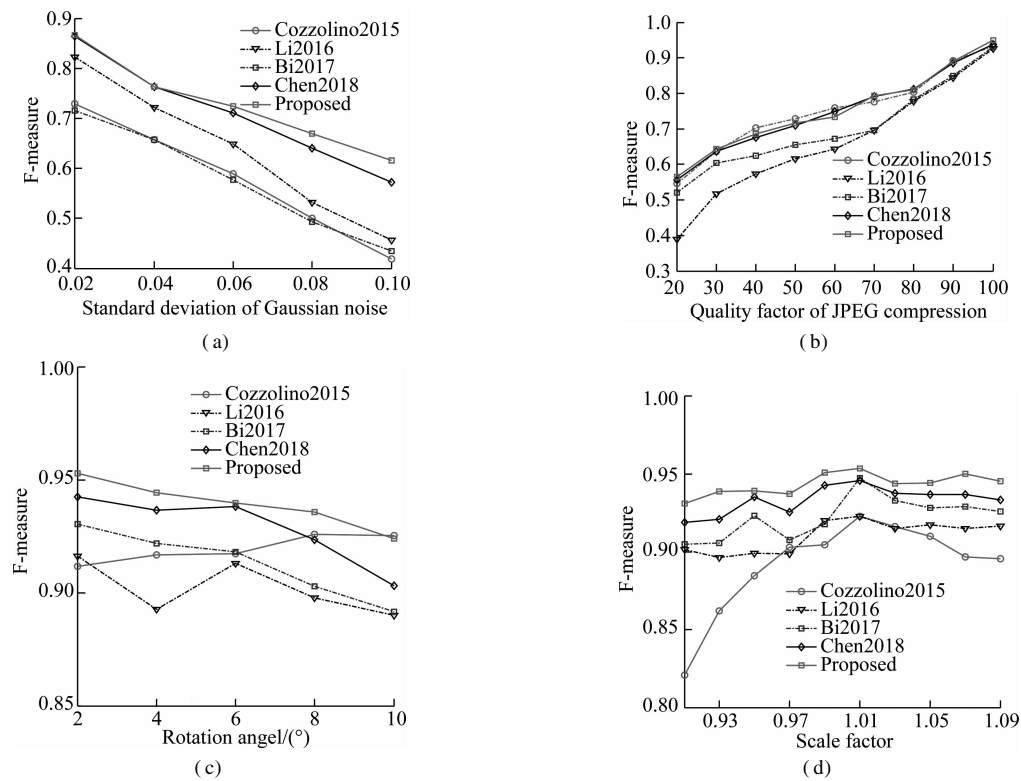 0.9
0.8
0.7
0.6
0.5
0.4
F-measure
Cozzolino2015
Li2016
Bi2017
Chen2018
Proposed
0.02 0.04 0.06 0.08 0.10
Standard deviation of Gaussian noise
(a)
1.0
0.9
0.8
0.7
0.6
0.5
0.4
0.3
F-measure
Cozzolino2015
Li2016
Bi2017
Chen2018
Proposed
20 30 40 50 60 70 80 90 100
Quality factor of JPEG compression
(b)
1.00
0.95
0.90
0.85
F-measure
Cozzolino2015
Li2016
Bi2017
Chen2018
Proposed
2 4 6 8 10
Rotation angel/(°)
(c)
1.00
0.95
0.90
0.85
0.80
F-measure
Cozzolino2015
Li2016
Bi2017
Chen2018
Proposed
0.93 0.97 1.01 1.05 1.09
Scale factor
(d)